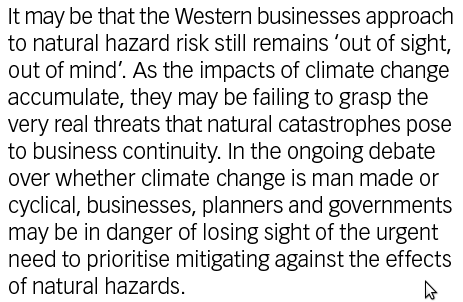 It may be that the Western businesses approach
to natural hazard risk still remains ‘out of sight,
out of mind’. As the impacts of climate change
accumulate, they may be failing to grasp the
very real threats that natural catastrophes pose
to business continuity. In the ongoing debate
over whether climate change is man made or
cyclical, businesses, planners and governments
may be in danger of losing sight of the urgent
need to prioritise mitigating against the effects
of natural hazards.